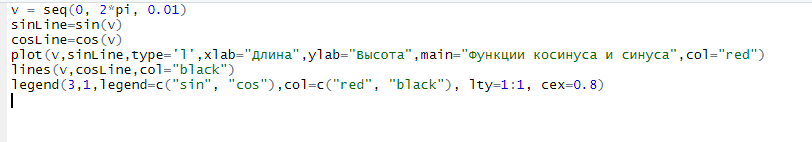 v = seq(0, 2*pi, 0.01)
sinLine=sin(v)
cosLine=cos(v)
plot(v,sinLine,type='l',xlab="Длина",ylab="Высота",main="Функции косинуса и синуса",col="red")
lines(v,cosLine,col="black")
legend(3,1,legend=c("sin", "cos"),col=c("red", "black"), lty=1:1, cex=0.8)